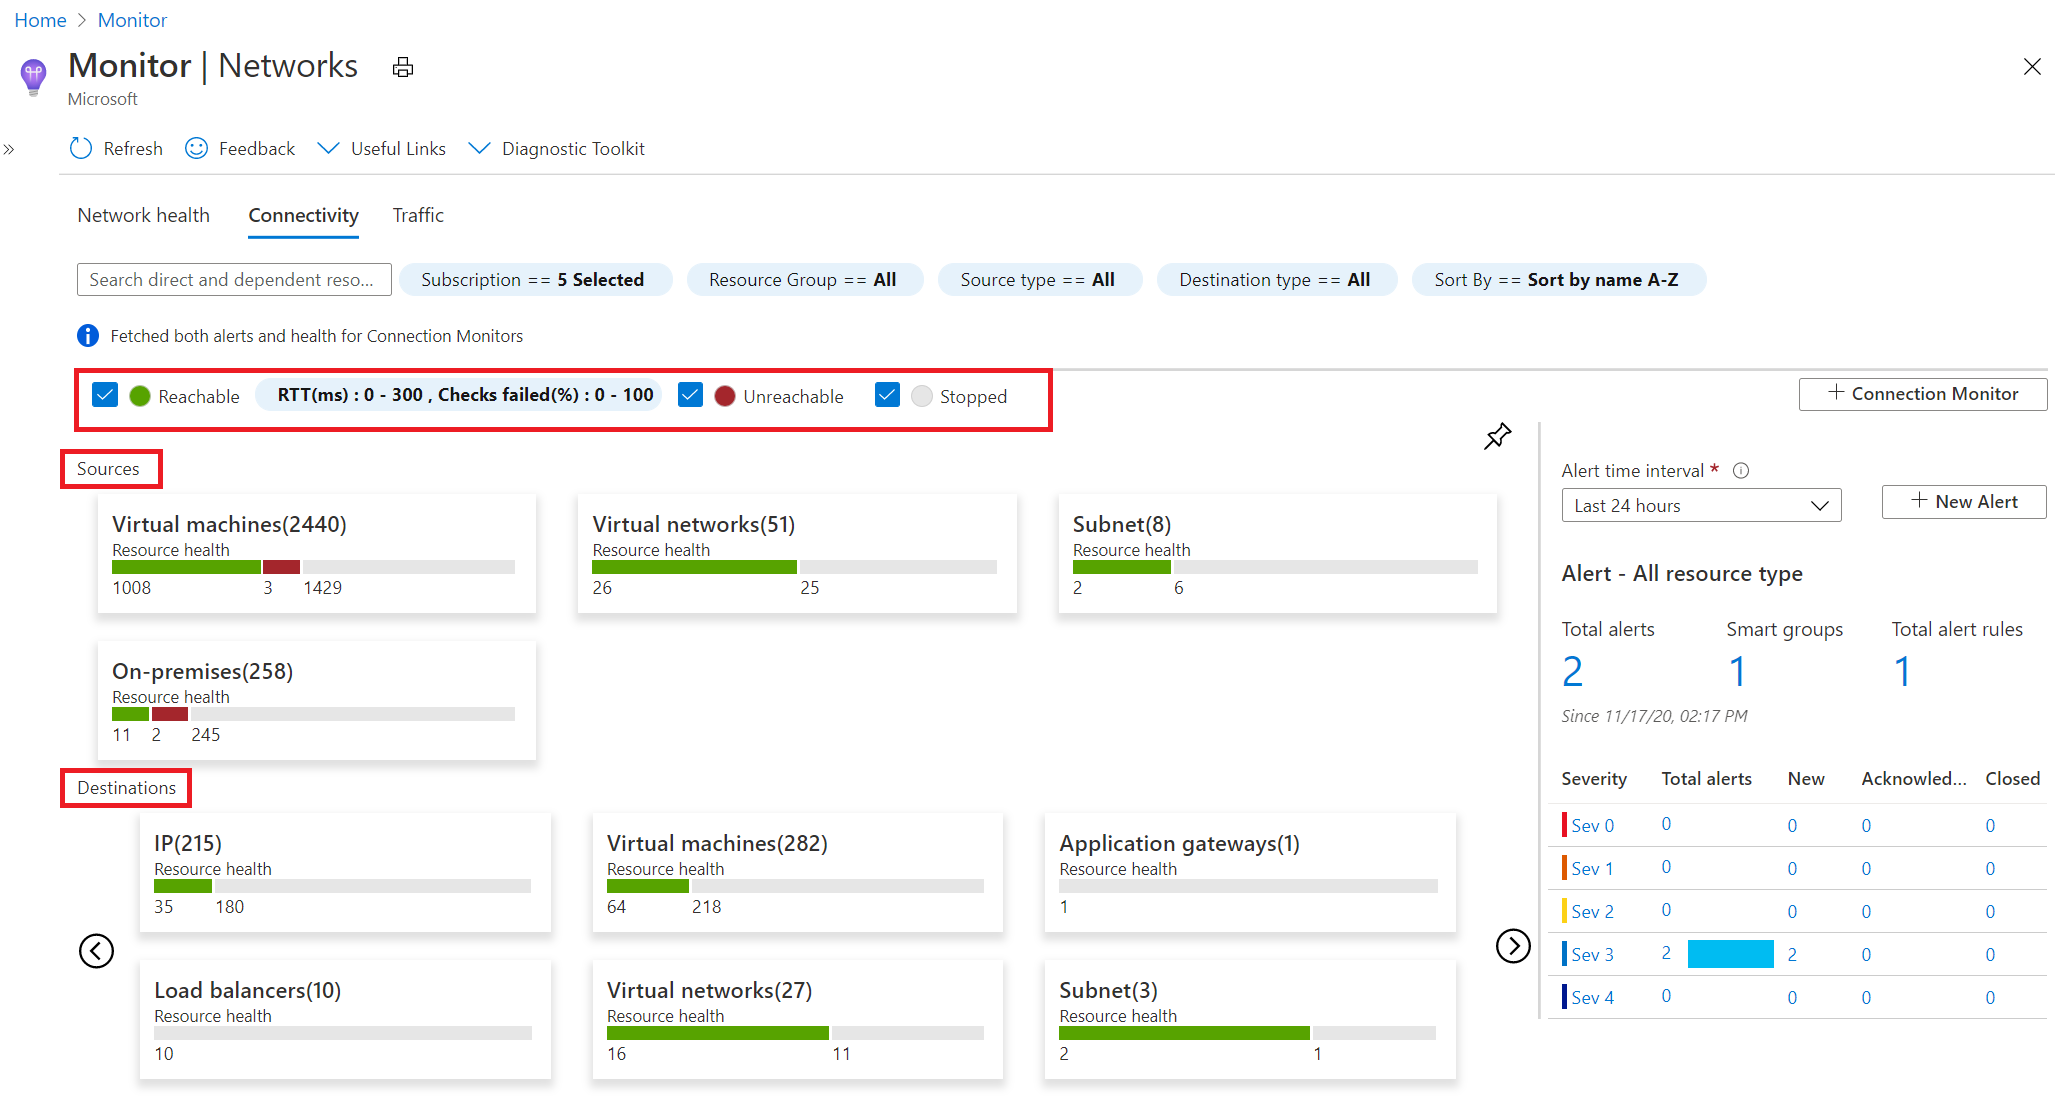 Home > Monitor
Monitor | Networks
Microsoft
» Refresh Feedback Useful Links Diagnostic Toolkit
Network health Connectivity Traffic
Search direct and dependent reso... Subscription == 5 Selected Resource Group == All Source type == All Destination type == All Sort By == Sort by name A-Z
Fetched both alerts and health for Connection Monitors
Reachable RTT(ms) : 0 - 300 , Checks failed(%) : 0 - 100 Unreachable Stopped
+ Connection Monitor
Sources
Virtual machines(2440)
Resource health
1008 3 1429
Virtual networks(51)
Resource health
26 25
Subnet(8)
Resource health
2 6
On-premises(258)
Resource health
11 2 245
Destinations
IP(215)
Resource health
35 180
Virtual machines(282)
Resource health
64 218
Application gateways(1)
Resource health
1
Load balancers(10)
Resource health
10
Virtual networks(27)
Resource health
16 11
Subnet(3)
Resource health
2 1
Alert time interval *
Last 24 hours
+ New Alert
Alert - All resource type
Total alerts Smart groups Total alert rules
2 1 1
Since 11/17/20, 02:17 PM
Severity Total alerts New Acknowled... Closed
Sev 0 0 0 0 0
Sev 1 0 0 0 0
Sev 2 0 0 0 0
Sev 3 2 2 0 0
Sev 4 0 0 0 0